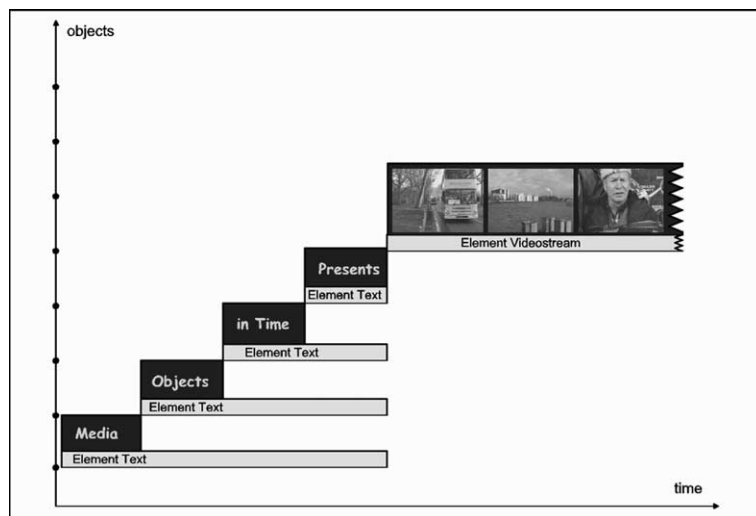 objects
Element Videostream
Presents
Element Text
in Time
Element Text
Objects
Element Text
Media
Element Text
time